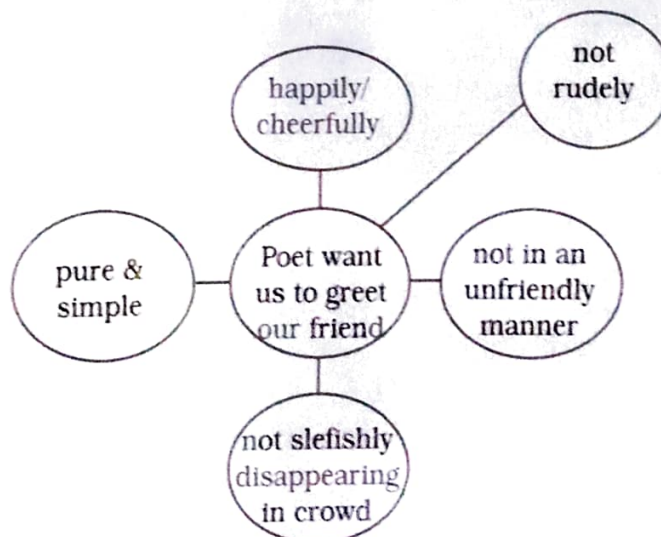 not
rudely
happily/
cheerfully
pure &
simple
Poet want
us to greet
our friend
not in an
unfriendly
manner
not slefishly
disappearing
in crowd